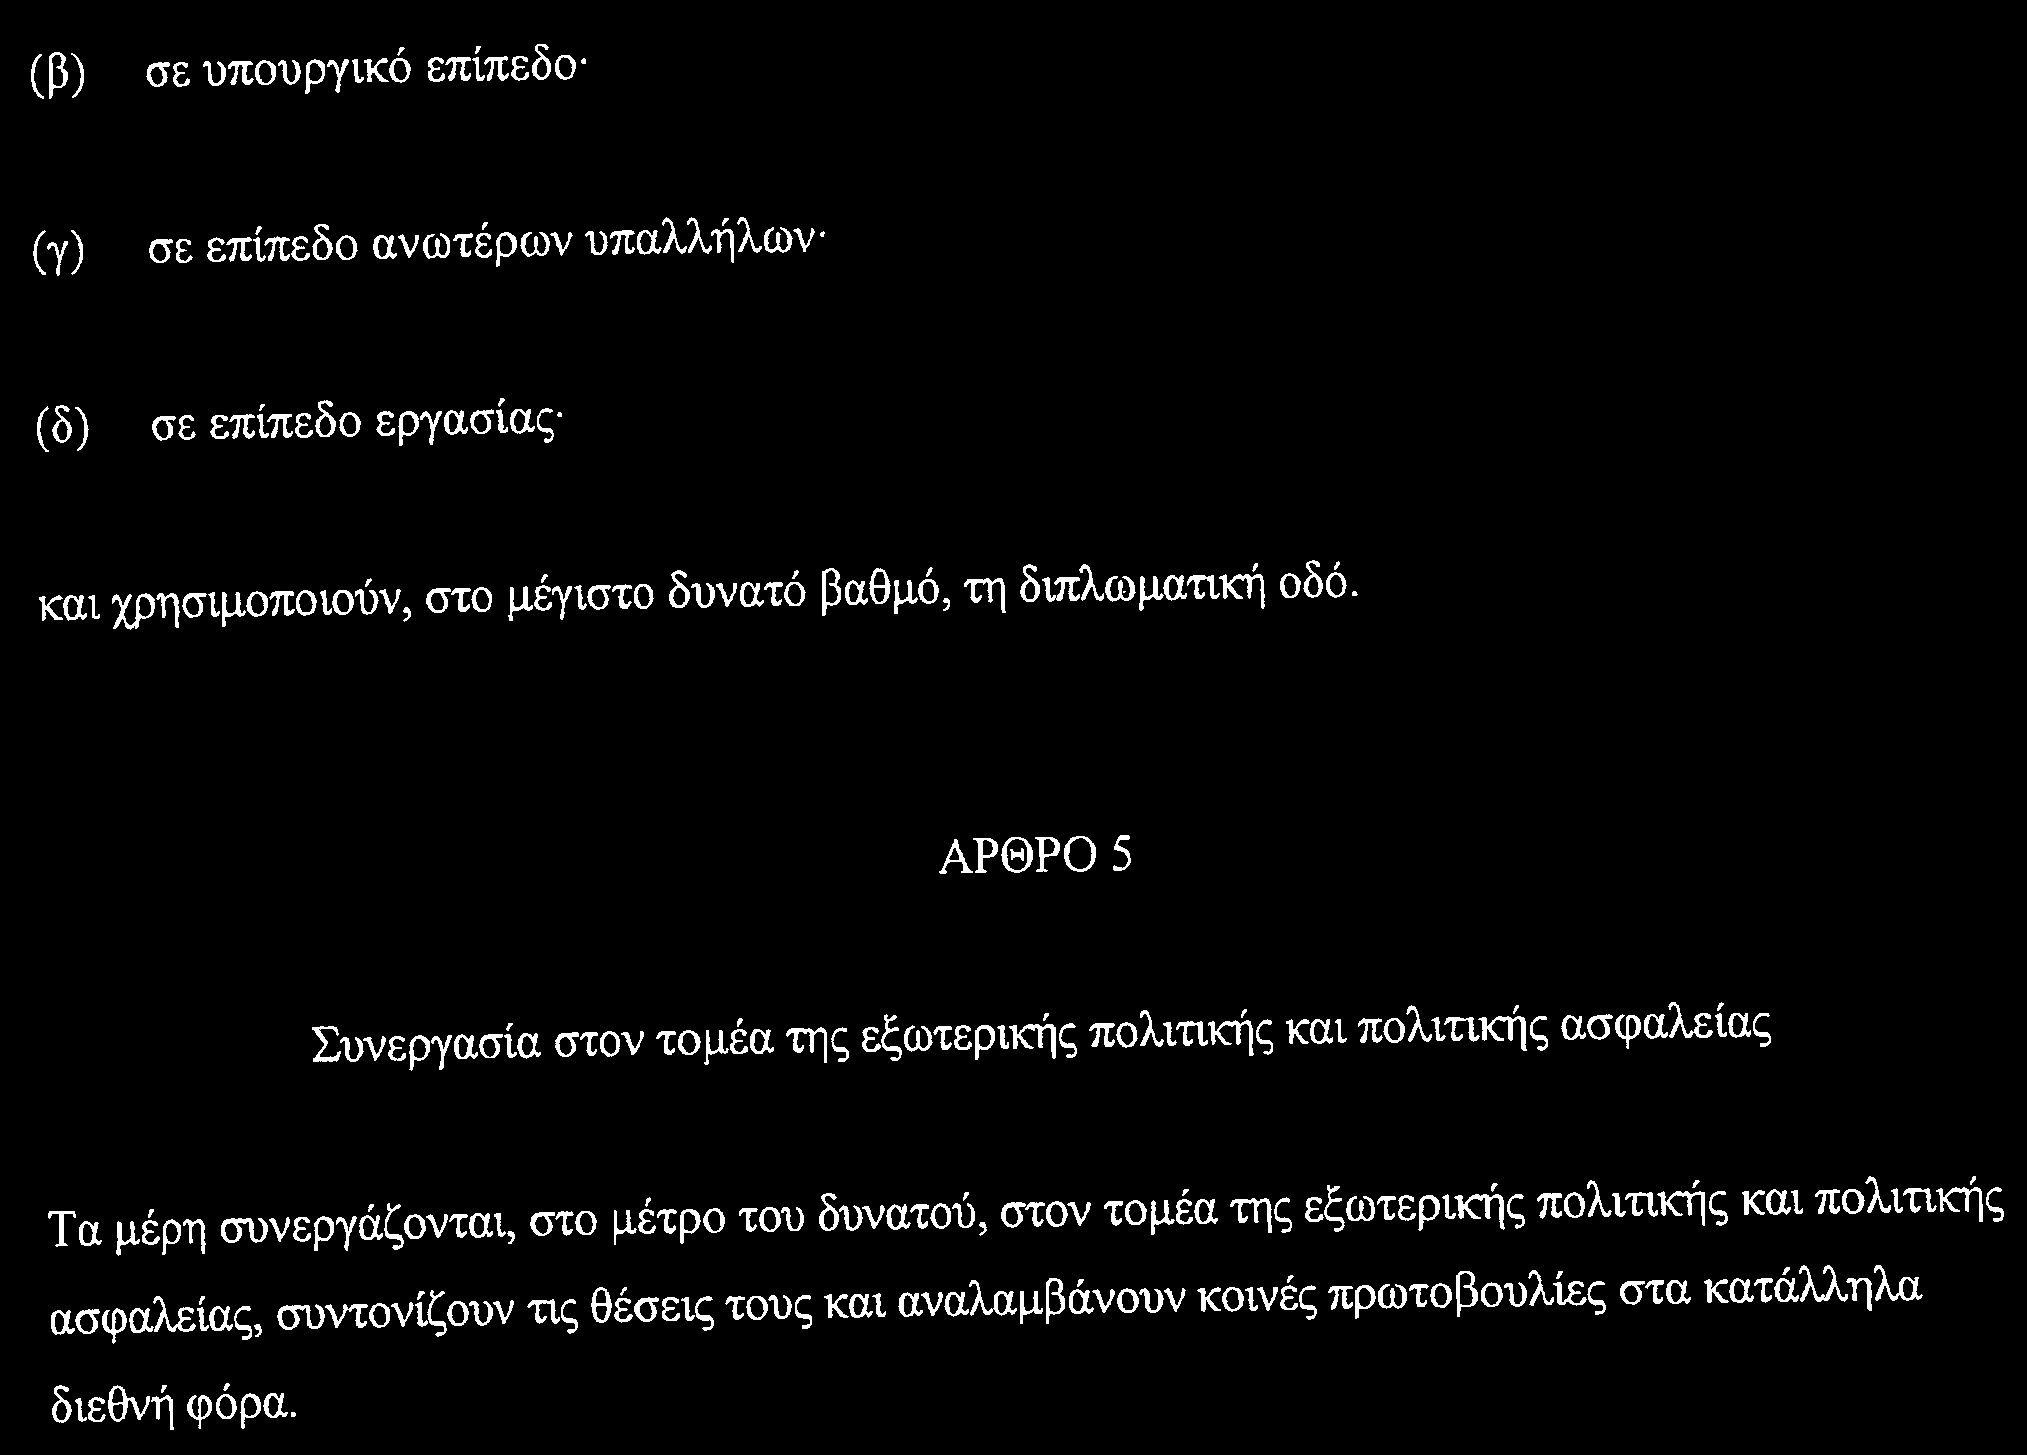 (β) σε υπουργικό επίπεδο·
(γ) σε επίπεδο ανωτέρων υπαλλήλων·
(δ) σε επίπεδο εργασίας·
και χρησιμοποιούν, στο μέγιστο δυνατό βαθμό, τη διπλωματική οδό.
ΑΡΘΡΟ 5
Συνεργασία στον τομέα της εξωτερικής πολιτικής και πολιτικής ασφαλείας
Τα μέρη συνεργάζονται, στο μέτρο του δυνατού, στον τομέα της εξωτερικής πολιτικής και πολιτικής
ασφαλείας, συντονίζουν τις θέσεις τους και αναλαμβάνουν κοινές πρωτοβουλίες στα κατάλληλα
διεθνή φόρα.